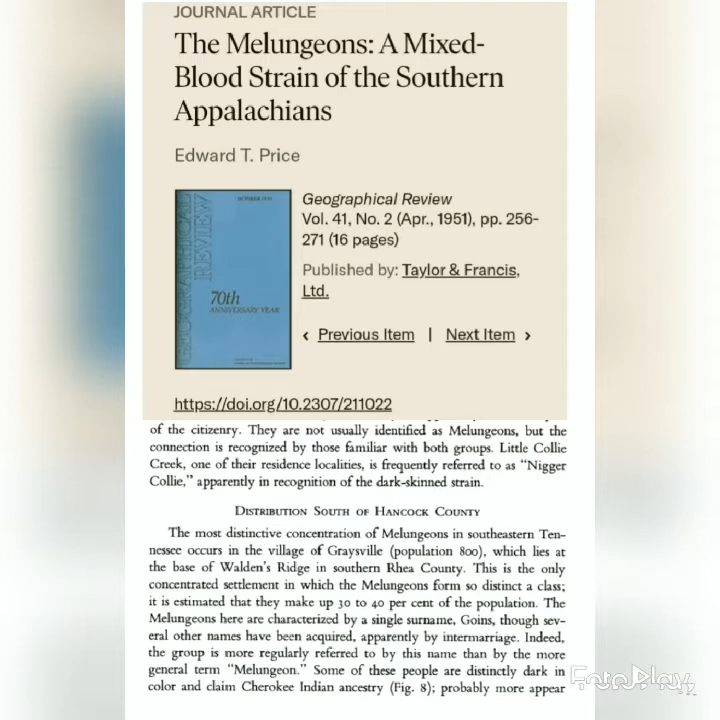 JOURNAL ARTICLE
The Melungeons: A Mixed-
Blood Strain of the Southern
Appalachians
Edward T. Price
GEOGRAPHICAL
REVIEW
70th
ANNIVERSARY YEAR
Geographical Review
Vol. 41, No. 2 (Apr., 1951), pp. 256-
271 (16 pages)
Published by: Taylor & Francis,
Ltd.
‹ Previous Item | Next Item ›
https://doi.org/10.2307/211022
of the citizenry. They are not usually identified as Melungeons, but the
connection is recognized by those familiar with both groups. Little Collie
Creek, one of their residence localities, is frequently referred to as “Nigger
Collie,” apparently in recognition of the dark-skinned strain.
DISTRIBUTION SOUTH OF HANCOCK COUNTY
The most distinctive concentration of Melungeons in southeastern Ten-
nessee occurs in the village of Graysville (population 800), which lies at
the base of Walden's Ridge in southern Rhea County. This is the only
concentrated settlement in which the Melungeons form so distinct a class;
it is estimated that they make up 30 to 40 per cent of the population. The
Melungeons here are characterized by a single surname, Goins, though sev-
eral other names have been acquired, apparently by intermarriage. Indeed,
the group is more regularly referred to by this name than by the more
general term “Melungeon.” Some of these people are distinctly dark in
color and claim Cherokee Indian ancestry (Fig. 8); probably more appear
FotoPlay